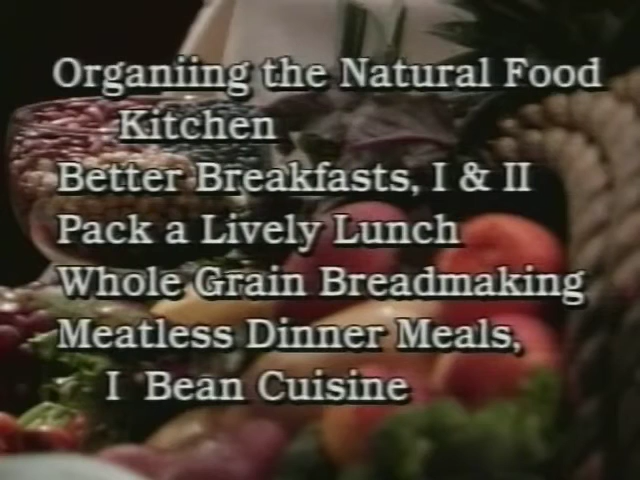 Organiing the Natural Food
Kitchen
Better Breakfasts, I & II
Pack a Lively Lunch
Whole Grain Breadmaking
Meatless Dinner Meals,
I Bean Cuisine